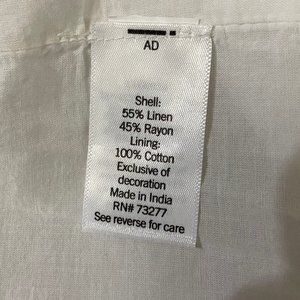 AD
Shell:
55% Linen
45% Rayon
Lining:
100% Cotton
Exclusive of
decoration
Made in India
RN# 73277
See reverse for care